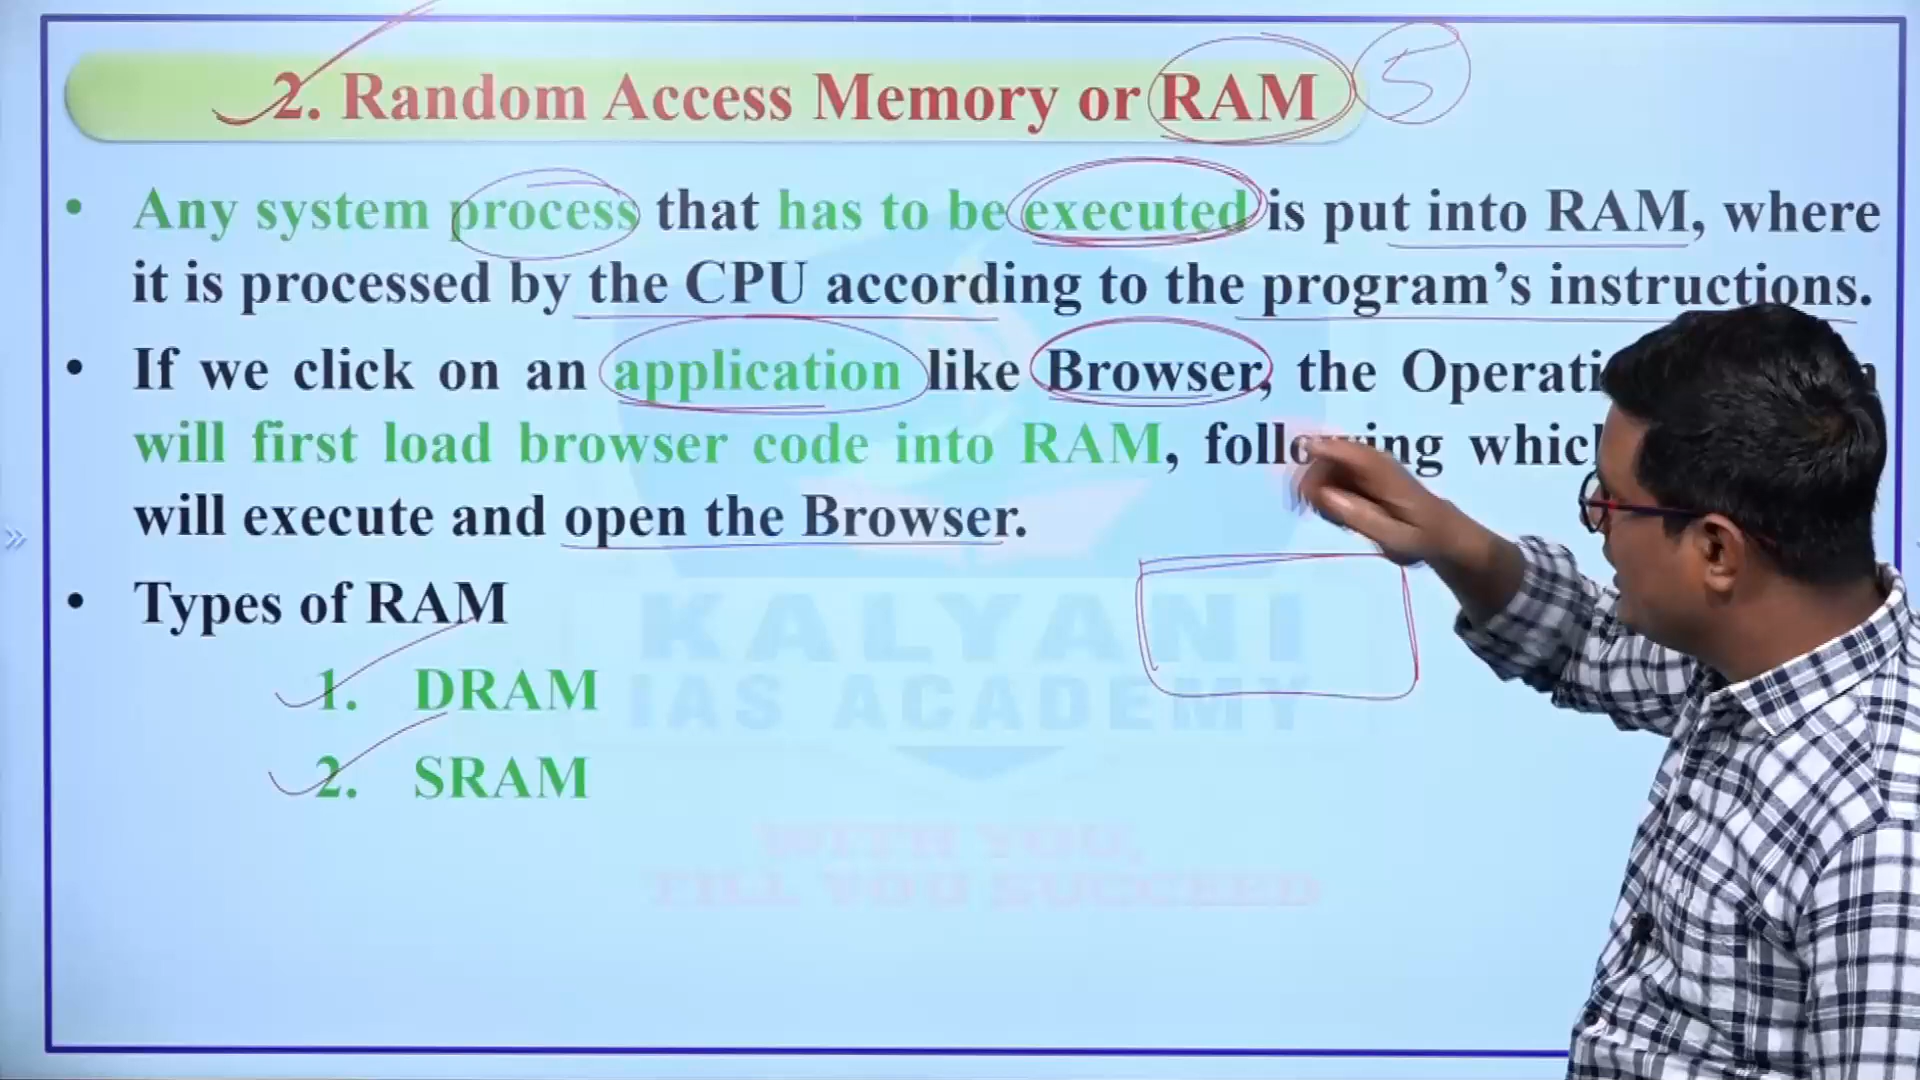 2. Random Access Memory or RAM 5
• Any system process that has to be executed is put into RAM, where
it is processed by the CPU according to the program’s instructions.
• If we click on an application like Browser, the
will first load browser code into RAM, following
will execute and open the Browser.
• Types of RAM
1. DRAM
2. SRAM
KALYANI
IAS ACADEMY
WITH YOU,
TILL YOU SUCCEED